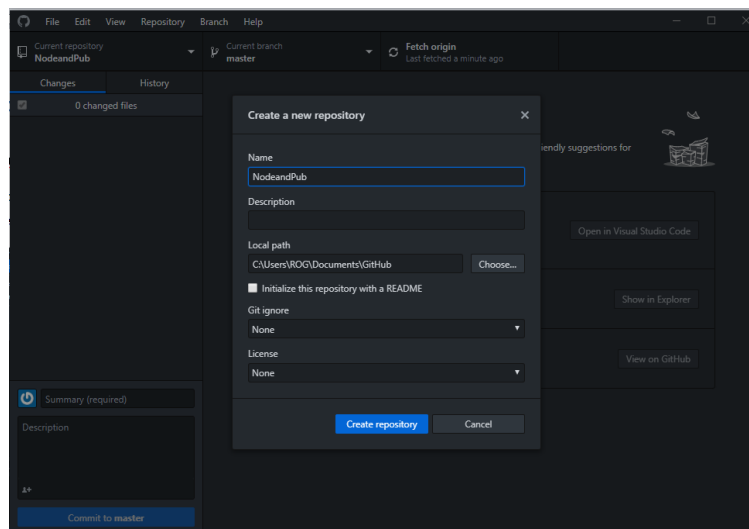 File Edit View Repository Branch Help
Current repository
NodeandPub
Current branch
master
Fetch origin
Last fetched a minute ago
Changes History
0 changed files
iendly suggestions for
Open in Visual Studio Code
Show in Explorer
View on GitHub
Create a new repository
Name
NodeandPub
Description
Local path
C:\Users\ROG\Documents\GitHub
Choose...
Initialize this repository with a README
Git ignore
None
License
None
Create repository Cancel
Summary (required)
Description
Commit to master